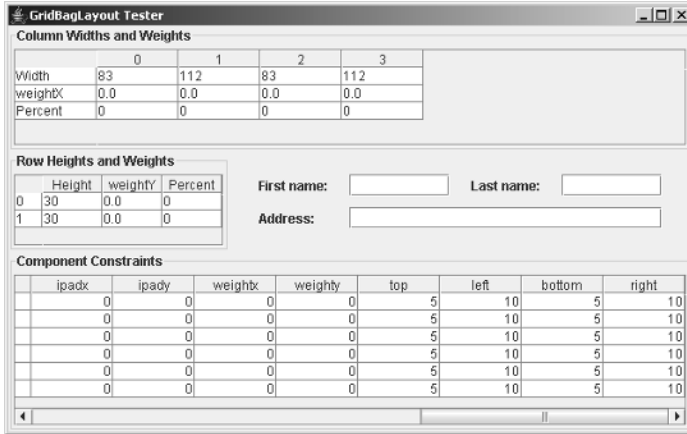 GridBagLayout Tester
Column Widths and Weights
0 1 2 3
Width 83 112 83 112
weightX 0.0 0.0 0.0 0.0
Percent 0 0 0 0
Row Heights and Weights
Height weightY Percent
0 30 0.0 0
1 30 0.0 0
First name: Last name:
Address:
Component Constraints
ipadx ipady weightx weighty top left bottom right
0 0 0 0 5 10 5 10
0 0 0 0 5 10 5 10
0 0 0 0 5 10 5 10
0 0 0 0 5 10 5 10
0 0 0 0 5 10 5 10
0 0 0 0 5 10 5 10